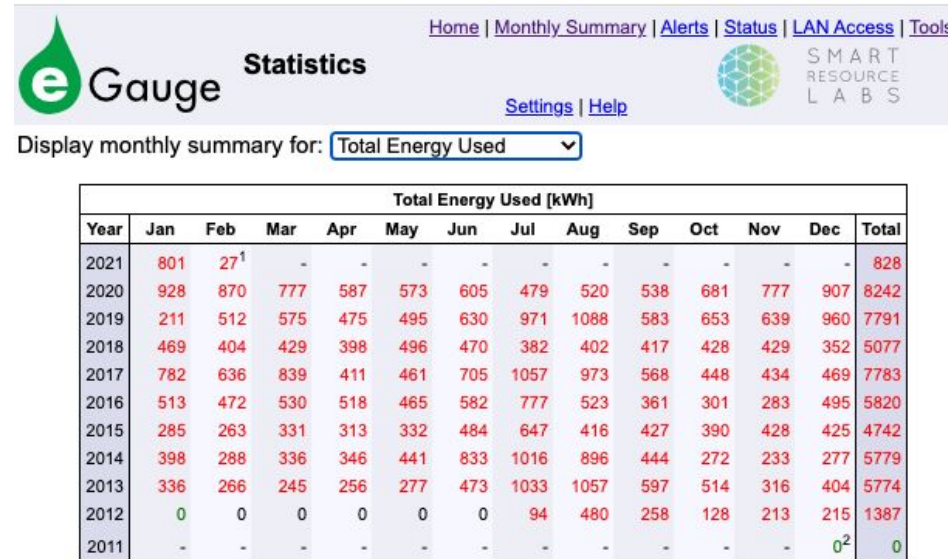 Home | Monthly Summary | Alerts | Status | LAN Access | Tools
e Gauge Statistics
SMART
RESOURCE
LABS
Settings | Help
Display monthly summary for: Total Energy Used
Total Energy Used [kWh]
Year Jan Feb Mar Apr May Jun Jul Aug Sep Oct Nov Dec Total
2021 801 27¹ - - - - - - - - - - 828
2020 928 870 777 587 573 605 479 520 538 681 777 907 8242
2019 211 512 575 475 495 630 971 1088 583 653 639 960 7791
2018 469 404 429 398 496 470 382 402 417 428 429 352 5077
2017 782 636 839 411 461 705 1057 973 568 448 434 469 7783
2016 513 472 530 518 465 582 777 523 361 301 283 495 5820
2015 285 263 331 313 332 484 647 416 427 390 428 425 4742
2014 398 288 336 346 441 833 1016 896 444 272 233 277 5779
2013 336 266 245 256 277 473 1033 1057 597 514 316 404 5774
2012 0 0 0 0 0 0 94 480 258 128 213 215 1387
2011 - - - - - - - - - - - 0² 0